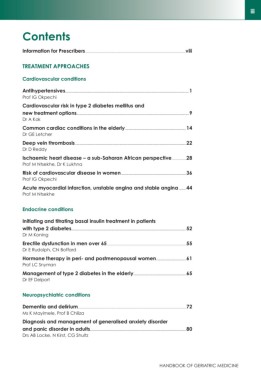 iii
Contents
Information for Prescribers......viii
TREATMENT APPROACHES
Cardiovascular conditions
Antihypertensives......1
Prof IG Okpechi
Cardiovascular risk in type 2 diabetes mellitus and
new treatment options......9
Dr A Kok
Common cardiac conditions in the elderly......14
Dr GE Letcher
Deep vein thrombosis......22
Dr D Reddy
Ischaemic heart disease – a sub-Saharan African perspective......28
Prof M Ntsekhe, Dr K Lukhna
Risk of cardiovascular disease in women......36
Prof IG Okpechi
Acute myocardial infarction, unstable angina and stable angina......44
Prof M Ntsekhe
Endocrine conditions
Initiating and titrating basal insulin treatment in patients
with type 2 diabetes......52
Dr M Koning
Erectile dysfunction in men over 65......55
Dr E Rudolph, CH Bothard
Hormone therapy in peri- and postmenopausal women......61
Prof LC Snyman
Management of type 2 diabetes in the elderly......65
Dr EF Delport
Neuropsychiatric conditions
Dementia and delirium......72
Ms K Mayimele, Prof B Chiliza
Diagnosis and management of generalised anxiety disorder
and panic disorder in adults......80
Drs AB Locke, N Kirst, CG Shultz
HANDBOOK OF GERIATRIC MEDICINE